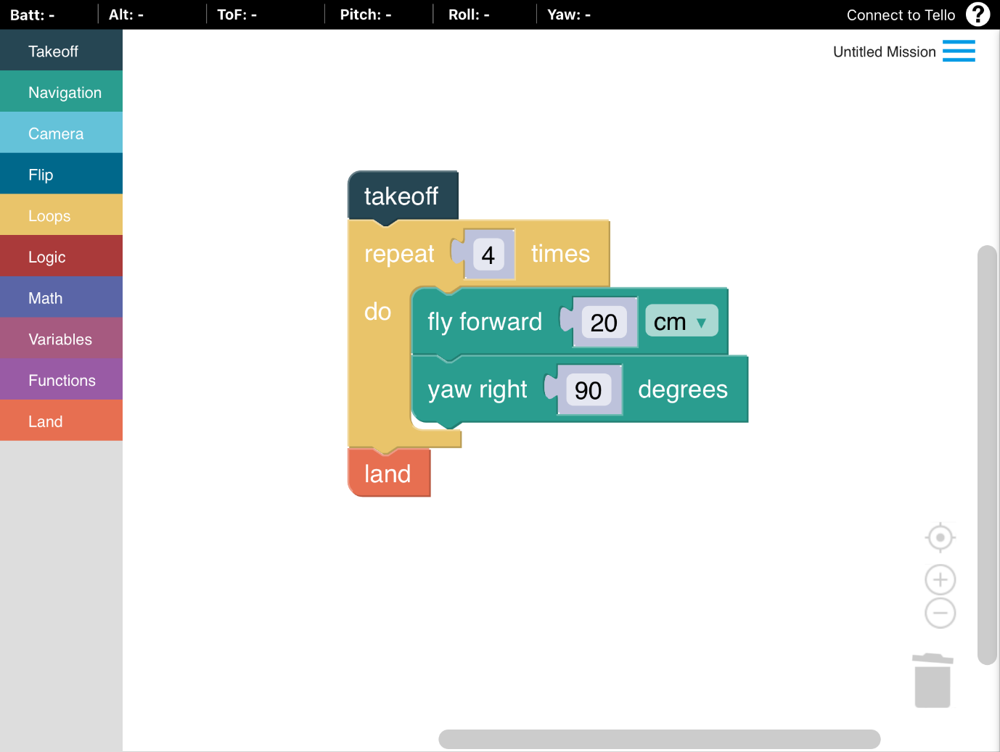 Batt: - Alt: - ToF: - Pitch: - Roll: - Yaw: - Connect to Tello ?
Untitled Mission
Takeoff
Navigation
Camera
Flip
Loops
Logic
Math
Variables
Functions
Land
takeoff
repeat 4 times
do
fly forward 20 cm ▾
yaw right 90 degrees
land